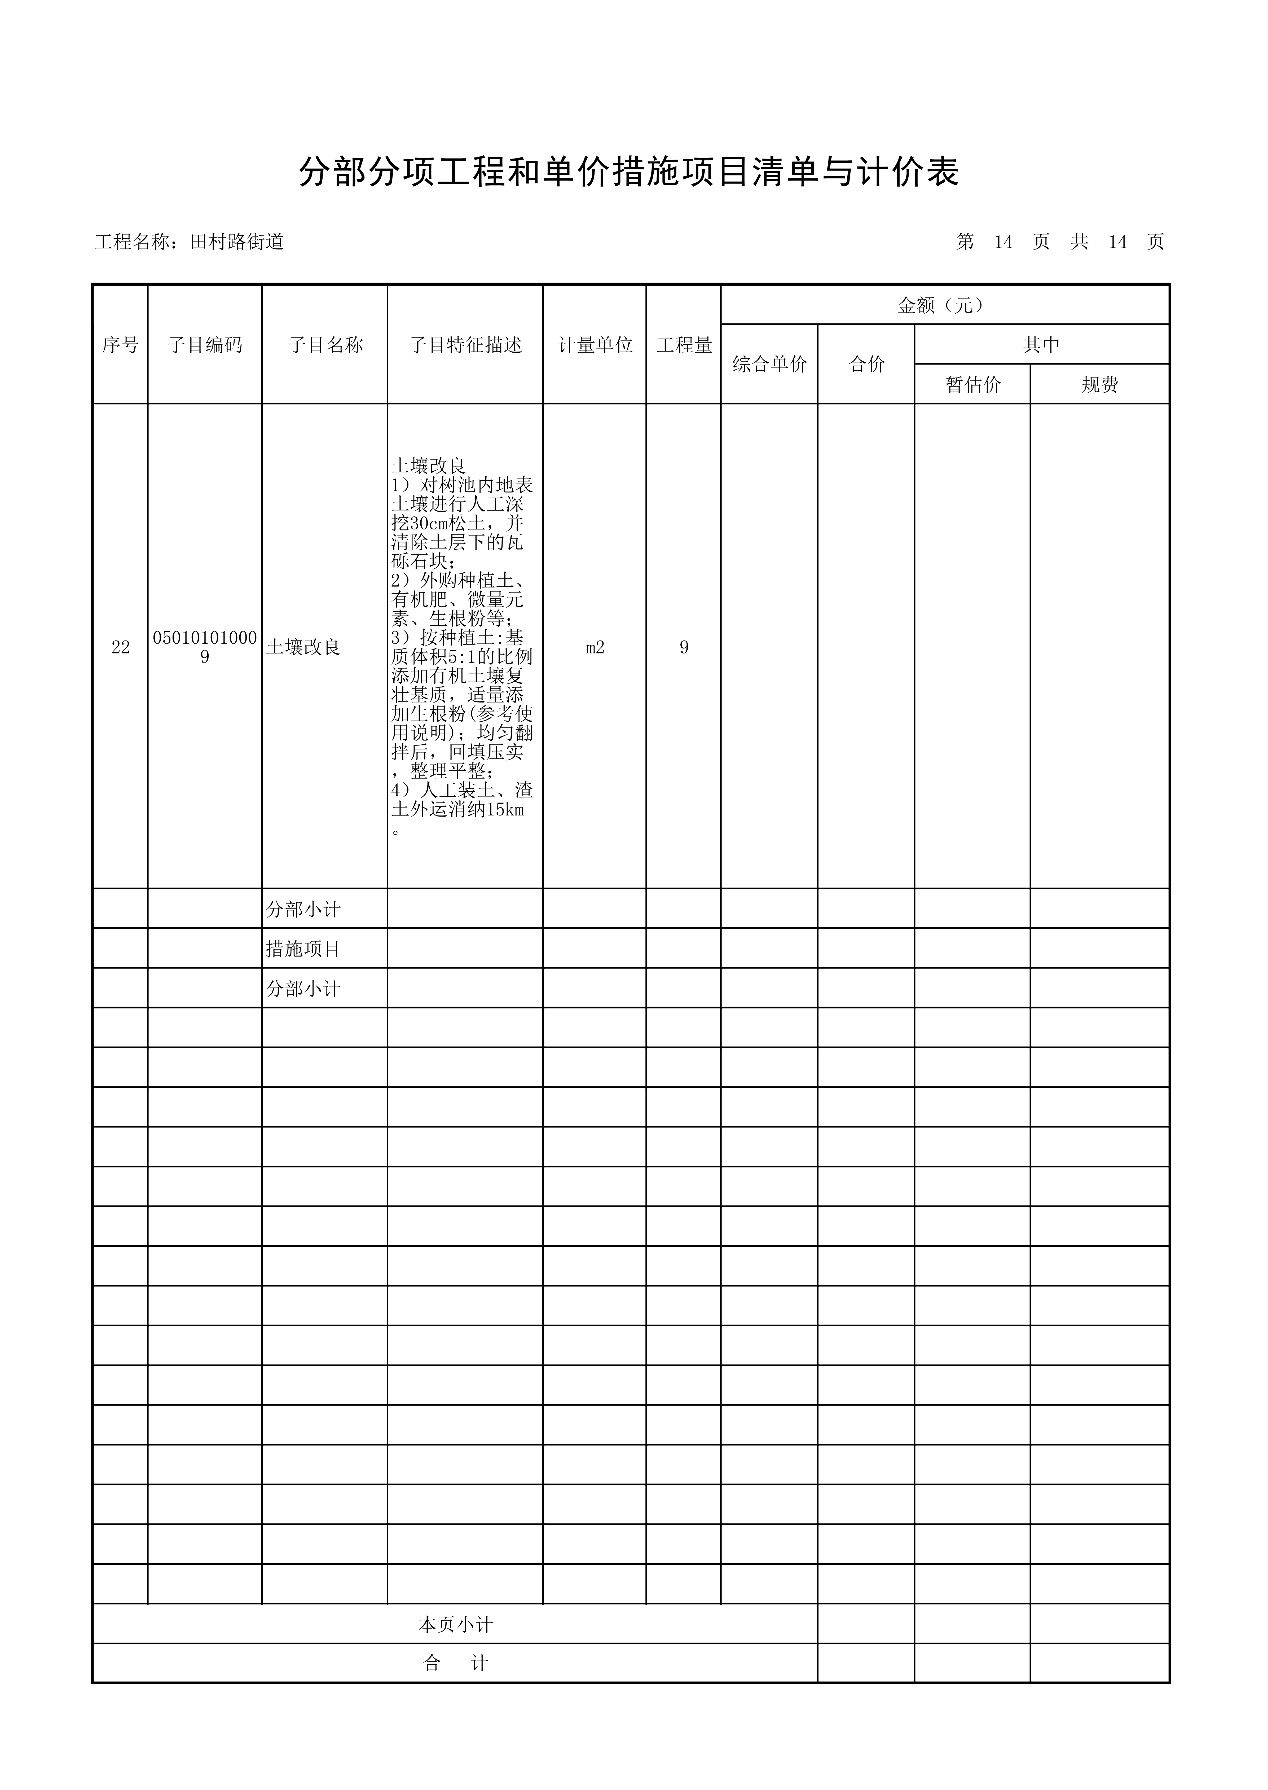 分部分项工程和单价措施项目清单与计价表
工程名称：田村路街道
第 14 页 共 14 页
序号
子目编码
子目名称
子目特征描述
计量单位
工程量
金额（元）
综合单价
合价
其中
暂估价
规费
22
05010101000
9
土壤改良
土壤改良
1）对树池内地表
土壤进行人工深
挖30cm松土，并
清除土层下的瓦
砾石块；
2）外购种植土、
有机肥、微量元
素、生根粉等；
3）按种植土:基
质体积5:1的比例
添加有机土壤复
壮基质，适量添
加生根粉(参考使
用说明)；均匀翻
拌后，回填压实
，整理平整；
4）人工装土、渣
土外运消纳15km
。
m2
9
分部小计
措施项目
分部小计
本页小计
合 计